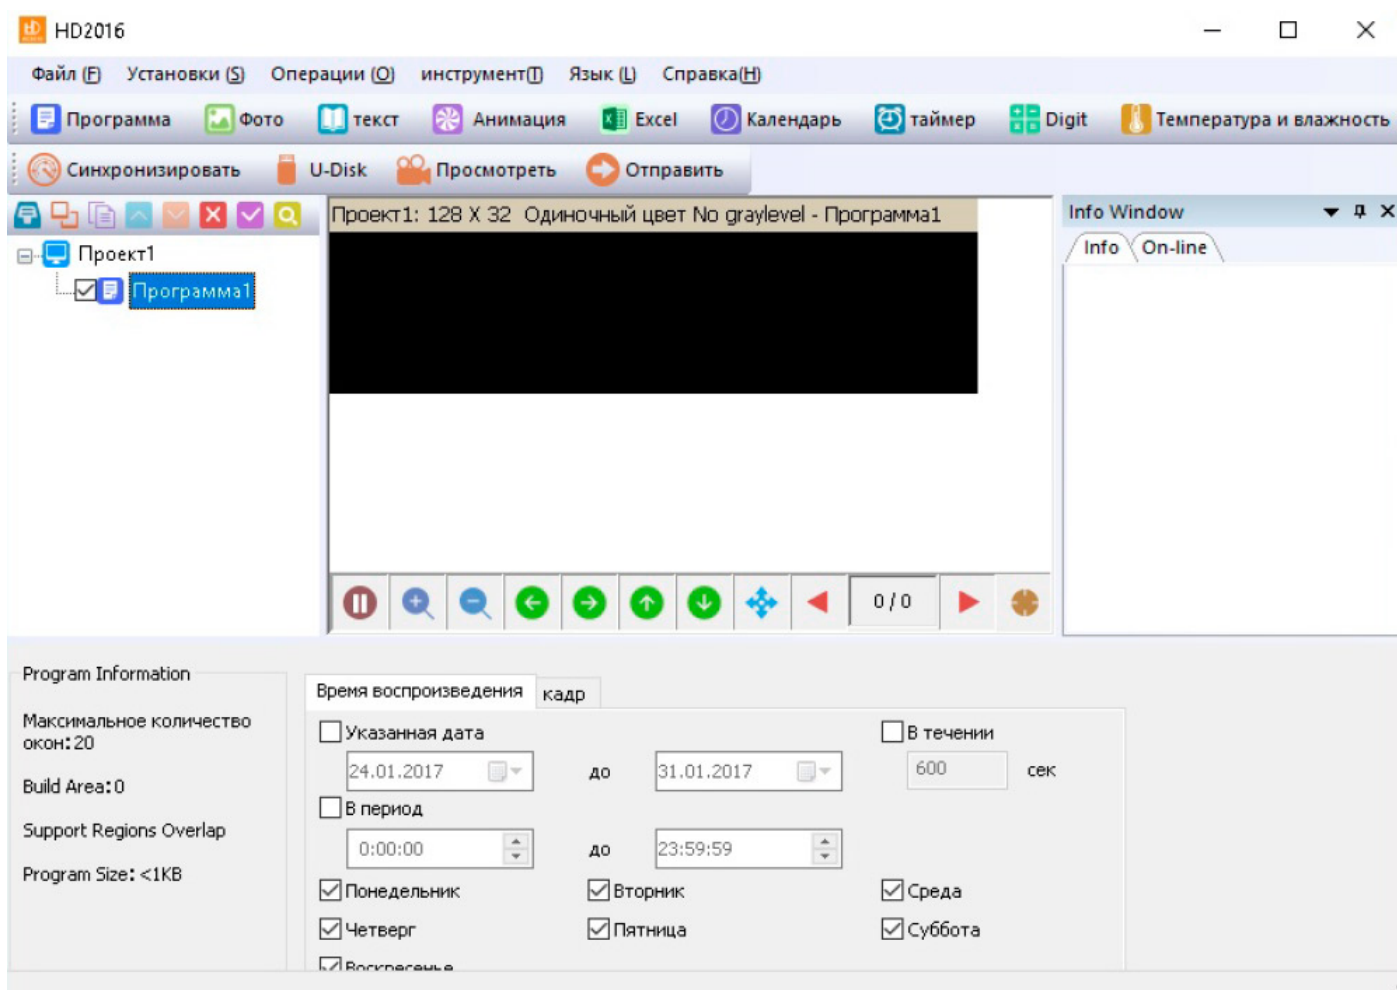 HD2016
Файл (F) Установки (S) Операции (O) инструмент(T) Язык (L) Справка(H)
Программа Фото текст Анимация Excel Календарь таймер Digit Температура и влажность
Синхронизировать U-Disk Просмотреть Отправить
Проект1
Программа1
Проект1: 128 X 32 Одиночный цвет No graylevel - Программа1
0 / 0
Info Window
Info On-line
Program Information
Максимальное количество
окон:20
Build Area:0
Support Regions Overlap
Program Size: <1KB
Время воспроизведения кадр
Указанная дата В течении
24.01.2017 до 31.01.2017 600 сек
В период
0:00:00 до 23:59:59
Понедельник Вторник Среда
Четверг Пятница Суббота
Воскресенье